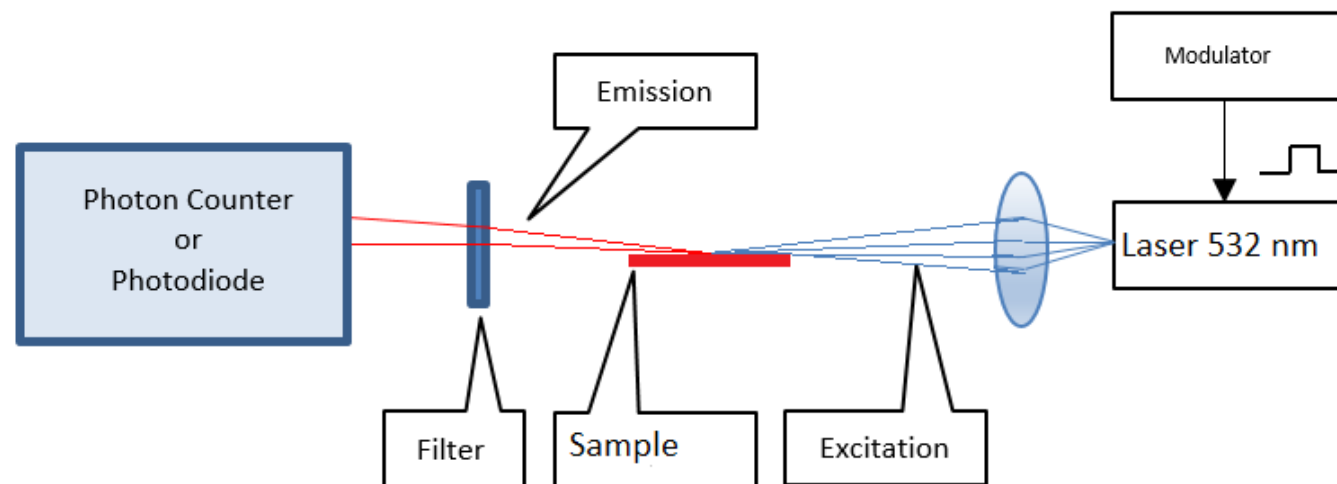 Modulator
Emission
Photon Counter
or
Photodiode
Laser 532 nm
Filter
Sample
Excitation